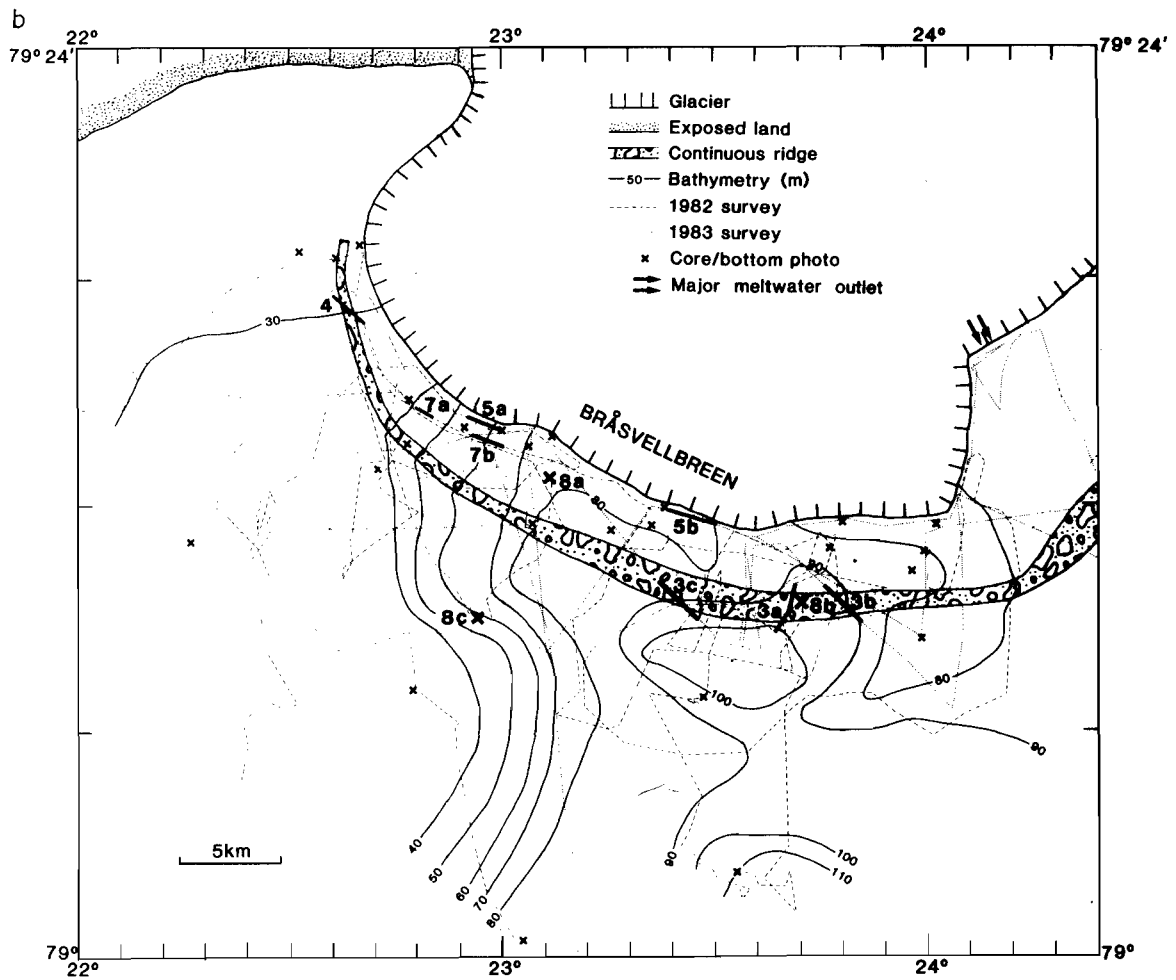 b
22°
23°
24°
79° 24'
79° 24'
Glacier
Exposed land
Continuous ridge
50 Bathymetry (m)
1982 survey
1983 survey
× Core/bottom photo
Major meltwater outlet
4
30
7a
5a
7b
BRÅSVELLBREEN
8a
80
5b
90
3c
3a
8b
3b
8c
100
80
90
40
50
60
70
80
90
100
110
5km
79°
79°
22°
23°
24°